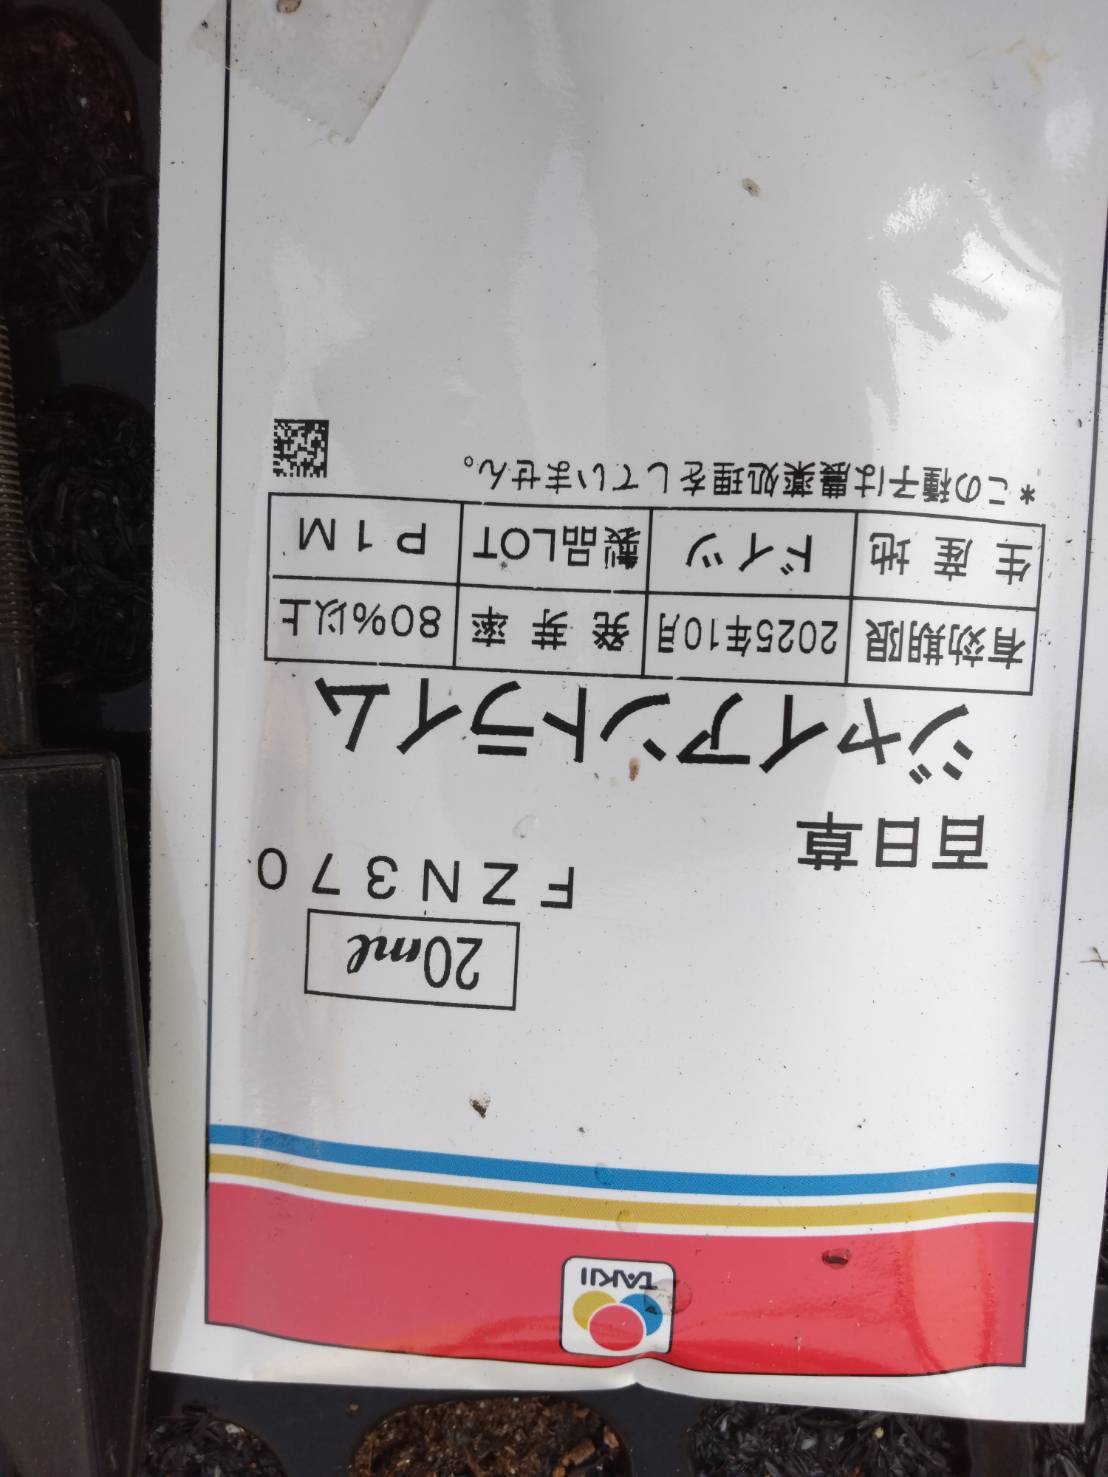 TAKII
20ml
FZN370
百日草
ジャイアントライム
有効期限 2025年10月 発芽率 80%以上
生産地 ドイツ 製品LOT P1M
*この種子は農薬処理をしていません。